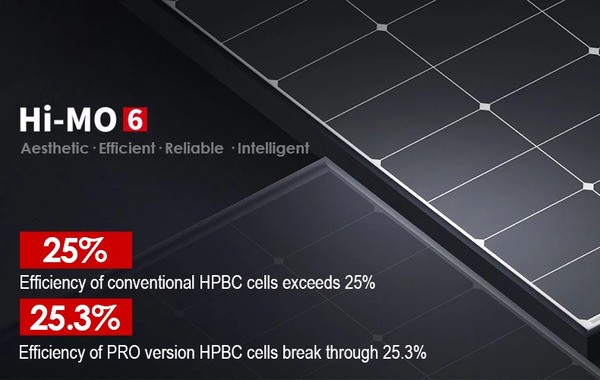 Hi-MO 6
Aesthetic · Efficient · Reliable · Intelligent
25%
Efficiency of conventional HPBC cells exceeds 25%
25.3%
Efficiency of PRO version HPBC cells break through 25.3%